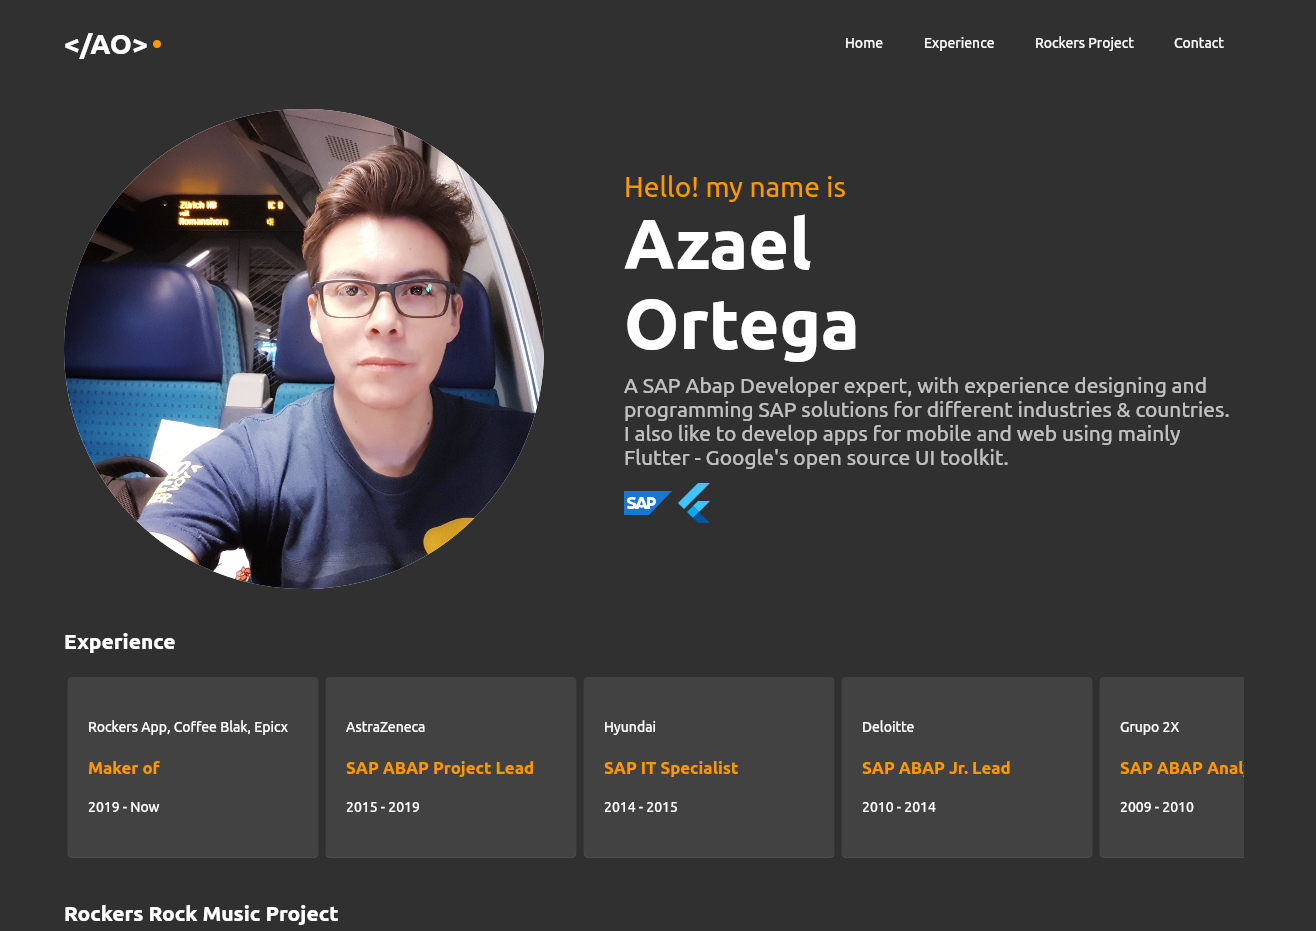 </AO>
Home
Experience
Rockers Project
Contact
Zürich HB
IC 8
Romanshorn
Hello! my name is
Azael
Ortega
A SAP Abap Developer expert, with experience designing and
programming SAP solutions for different industries & countries.
I also like to develop apps for mobile and web using mainly
Flutter - Google's open source UI toolkit.
SAP
Experience
Rockers App, Coffee Blak, Epicx
Maker of
2019 - Now
AstraZeneca
SAP ABAP Project Lead
2015 - 2019
Hyundai
SAP IT Specialist
2014 - 2015
Deloitte
SAP ABAP Jr. Lead
2010 - 2014
Grupo 2X
SAP ABAP Anal
2009 - 2010
Rockers Rock Music Project